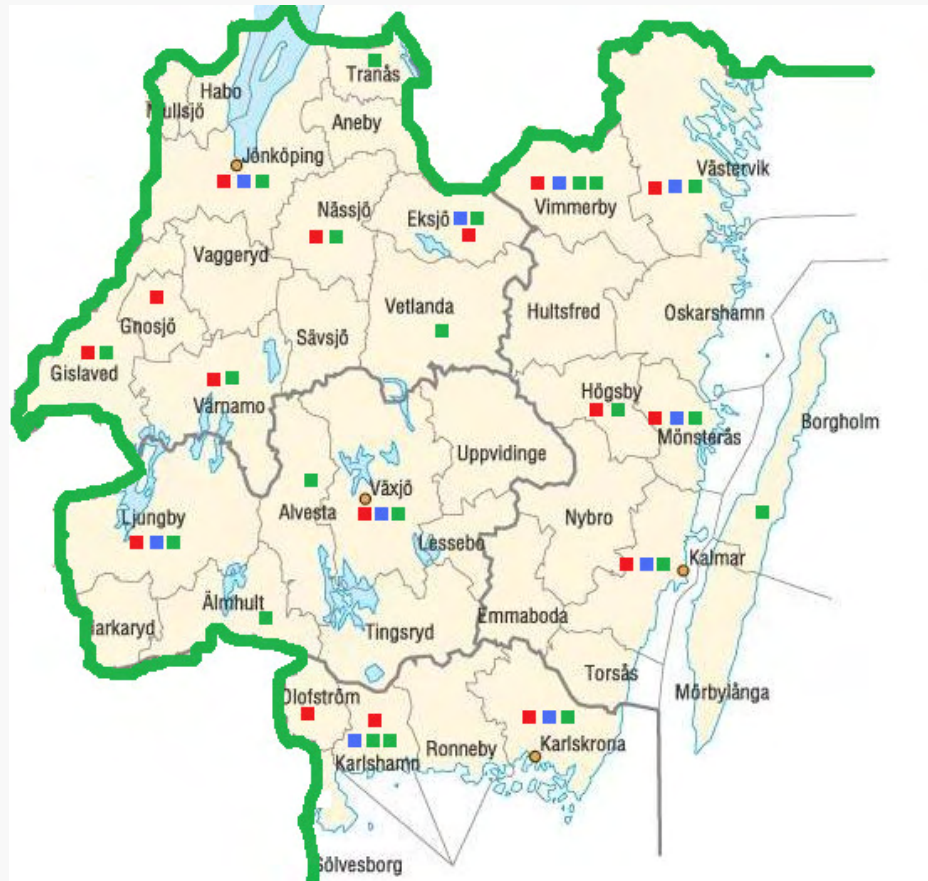 Tranås
Habo
Mullsjö
Aneby
Jönköping
Västervik
Vimmerby
Nässjö
Eksjö
Vaggeryd
Vetlanda
Hultsfred
Oskarshamn
Gnosjö
Sävsjö
Gislaved
Högsby
Värnamo
Borgholm
Mönsterås
Uppvidinge
Växjö
Alvesta
Nybro
Ljungby
Lessebo
Kalmar
Älmhult
Emmaboda
Markaryd
Tingsryd
Torsås
Mörbylånga
Olofström
Karlskrona
Ronneby
Karlshamn
Sölvesborg